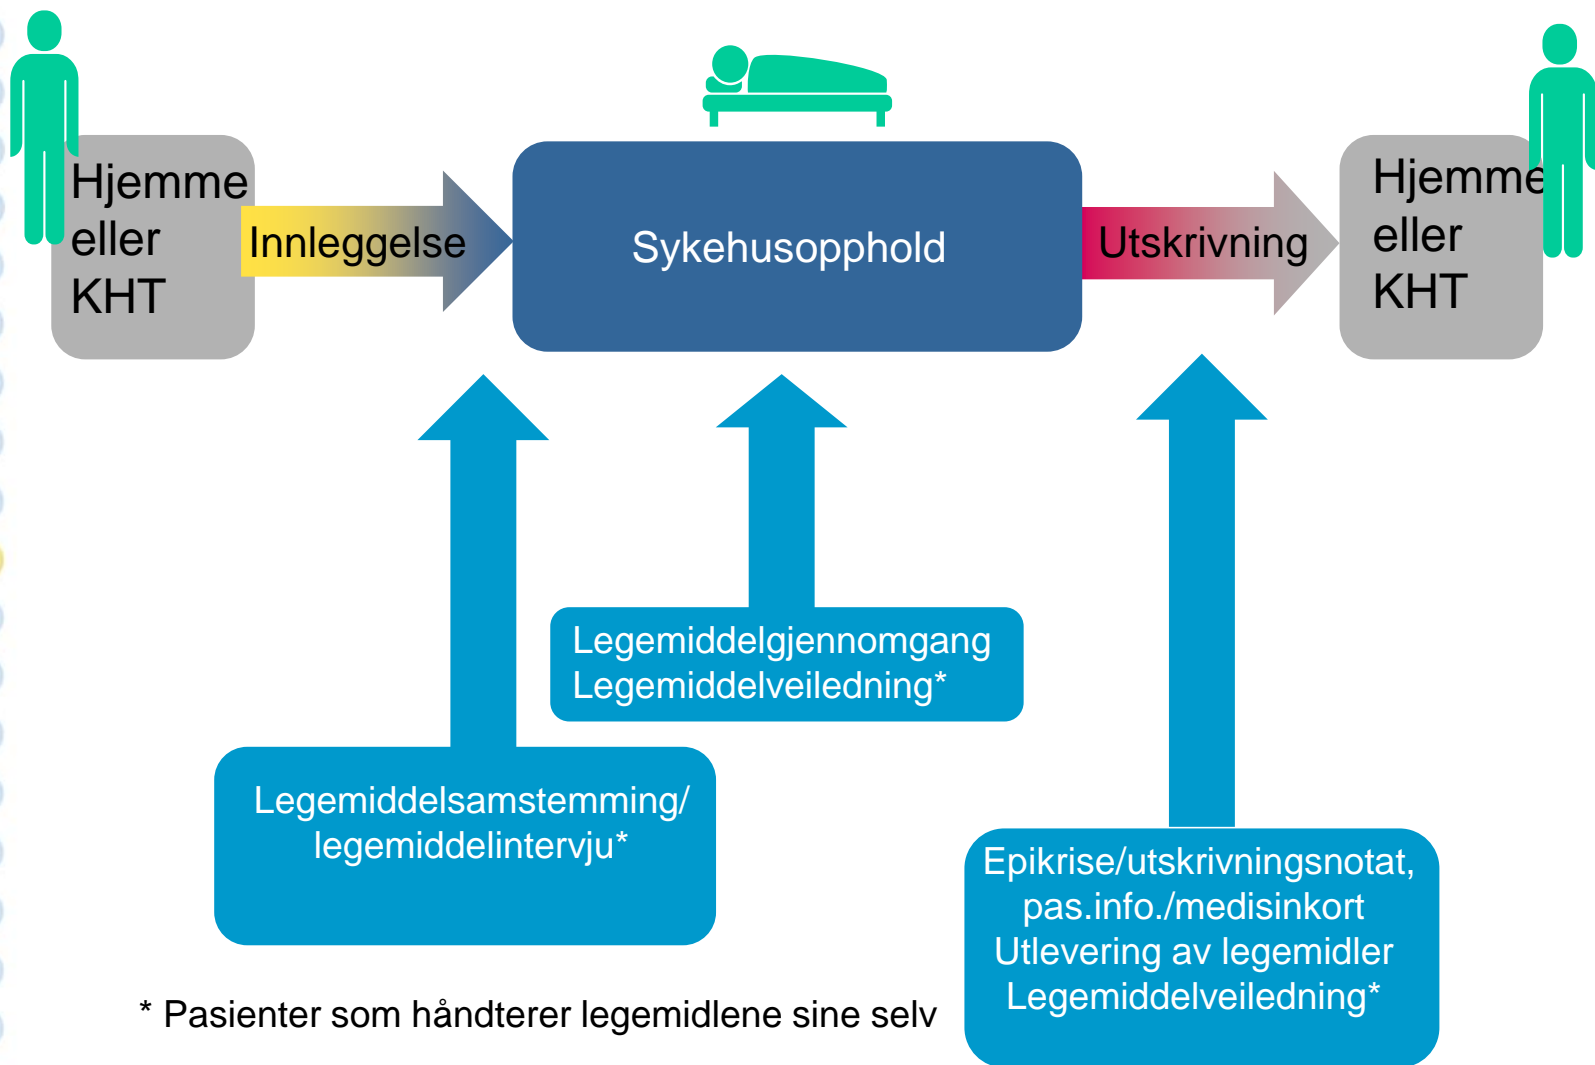 Hjemme
eller
KHT
Innleggelse
Sykehusopphold
Utskrivning
Hjemme
eller
KHT
Legemiddelgjennomgang
Legemiddelveiledning*
Legemiddelsamstemming/
legemiddelintervju*
Epikrise/utskrivningsnotat,
pas.info./medisinkort
Utlevering av legemidler
Legemiddelveiledning*
* Pasienter som håndterer legemidlene sine selv